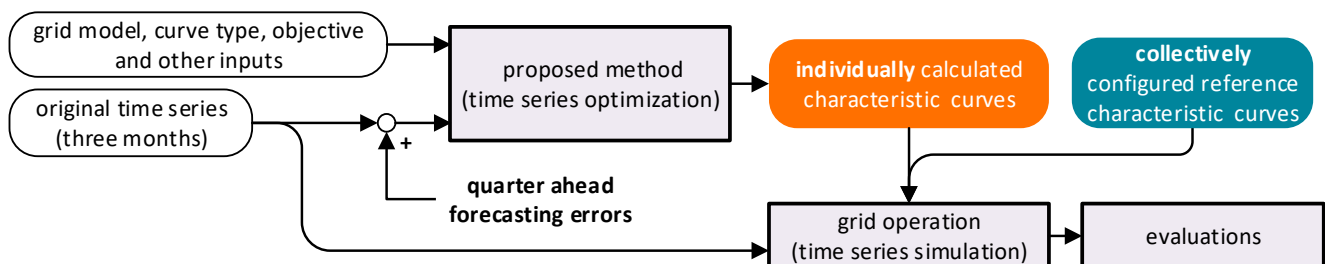 grid model, curve type, objective
and other inputs
original time series
(three months)
+
quarter ahead
forecasting errors
proposed method
(time series optimization)
individually calculated
characteristic curves
collectively
configured reference
characteristic curves
grid operation
(time series simulation)
evaluations